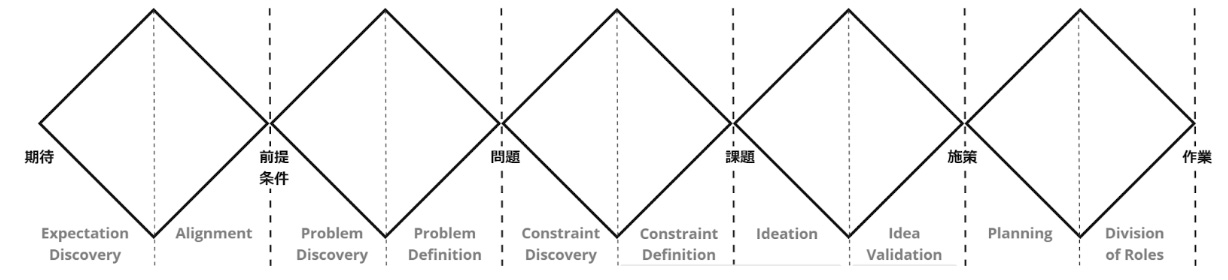 期待
前提
条件
問題
課題
施策
作業
Expectation
Discovery
Alignment
Problem
Discovery
Problem
Definition
Constraint
Discovery
Constraint
Definition
Ideation
Idea
Validation
Planning
Division
of Roles